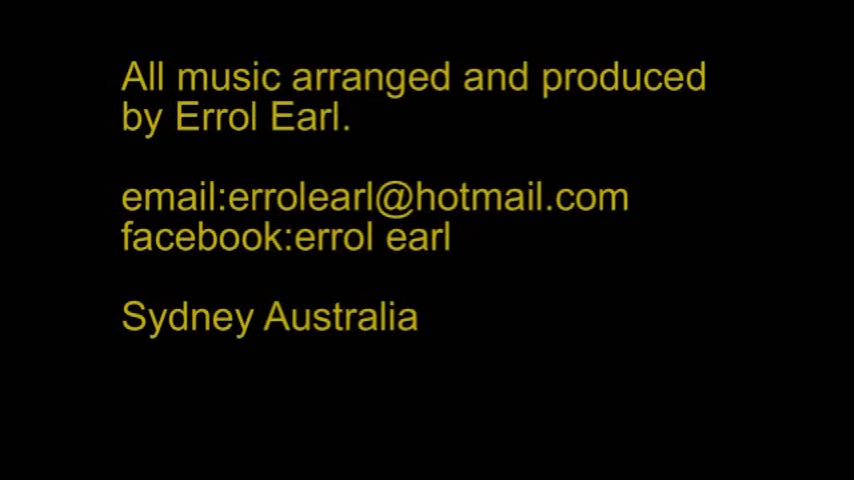 All music arranged and produced
by Errol Earl.
email:errolearl@hotmail.com
facebook:errol earl
Sydney Australia